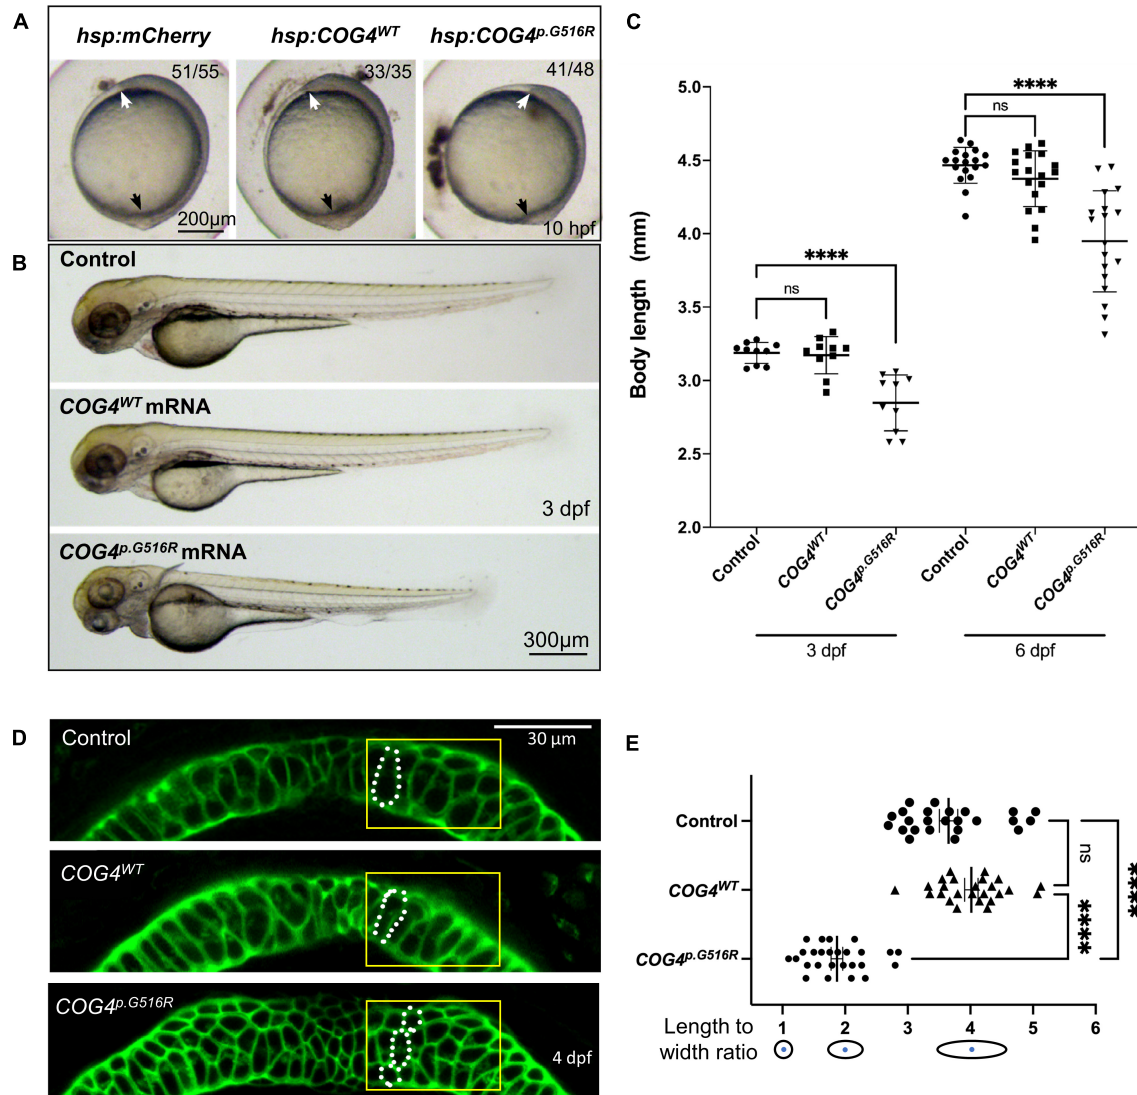 A
hsp:mCherry hsp:COG4WT hsp:COG4p.G516R
51/55 33/35 41/48
200µm 10 hpf
B
Control
COG4WT mRNA
3 dpf
COG4p.G516R mRNA
300µm
C
Body length (mm)
5.0
4.5
4.0
3.5
3.0
2.5
2.0
ns ****
ns ****
Control COG4WT COG4p.G516R Control COG4WT COG4p.G516R
3 dpf 6 dpf
D
Control
30 µm
COG4WT
COG4p.G516R
4 dpf
E
Control
COG4WT
COG4p.G516R
ns
****
****
1 2 3 4 5 6
Length to
width ratio